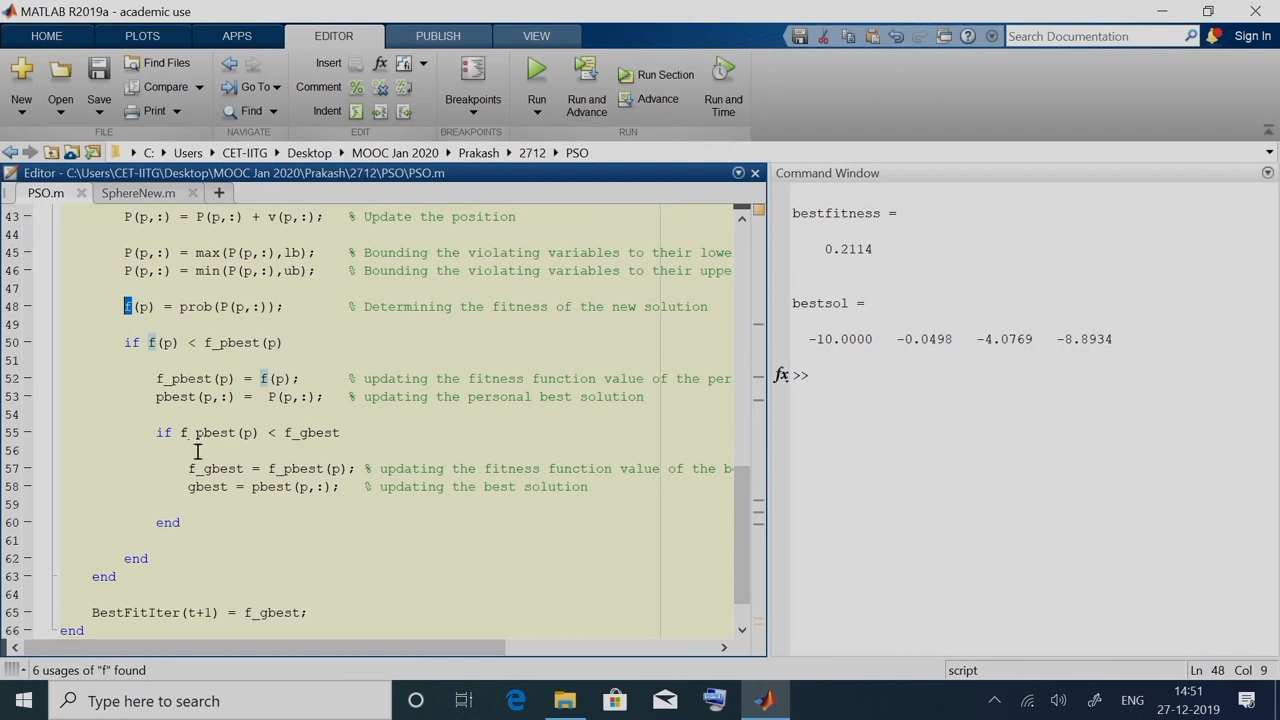 MATLAB R2019a - academic use
HOME PLOTS APPS EDITOR PUBLISH VIEW Search Documentation Sign In
New Open Save Find Files Compare Print Go To Find Insert Comment Indent Breakpoints Run Run and Advance Run Section Advance Run and Time
FILE NAVIGATE EDIT BREAKPOINTS RUN
C: Users CET-IITG Desktop MOOC Jan 2020 Prakash 2712 PSO
Editor - C:\Users\CET-IITG\Desktop\MOOC Jan 2020\Prakash\2712\PSO\PSO.m
PSO.m SphereNew.m
43 P(p,:) = P(p,:) + v(p,:); % Update the position
44
45 P(p,:) = max(P(p,:),lb); % Bounding the violating variables to their lowe
46 P(p,:) = min(P(p,:),ub); % Bounding the violating variables to their uppe
47
48 f(p) = prob(P(p,:)); % Determining the fitness of the new solution
49
50 if f(p) < f_pbest(p)
51
52 f_pbest(p) = f(p); % updating the fitness function value of the per
53 pbest(p,:) = P(p,:); % updating the personal best solution
54
55 if f_pbest(p) < f_gbest
56
57 f_gbest = f_pbest(p); % updating the fitness function value of the be
58 gbest = pbest(p,:); % updating the best solution
59
60 end
61
62 end
63 end
64
65 BestFitIter(t+1) = f_gbest;
66 end
6 usages of "f" found
Command Window
bestfitness =
0.2114
bestsol =
-10.0000 -0.0498 -4.0769 -8.8934
fx >>
script Ln 48 Col 9
Type here to search
ENG
14:51
27-12-2019